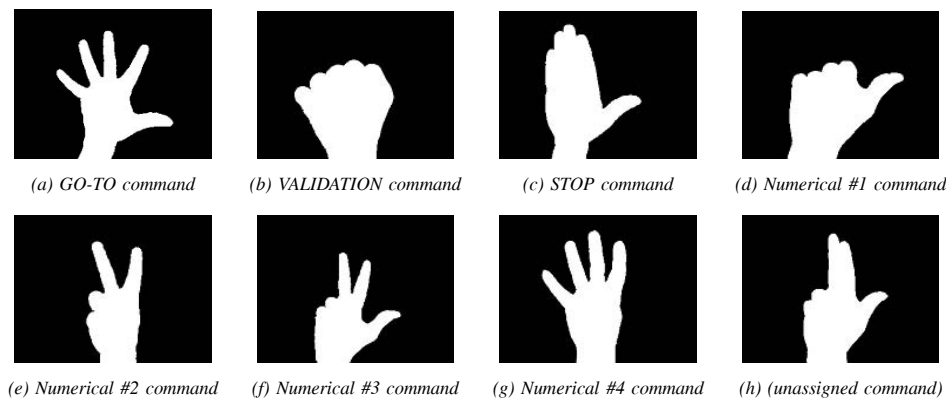 (a) GO-TO command
(b) VALIDATION command
(c) STOP command
(d) Numerical #1 command
(e) Numerical #2 command
(f) Numerical #3 command
(g) Numerical #4 command
(h) (unassigned command)